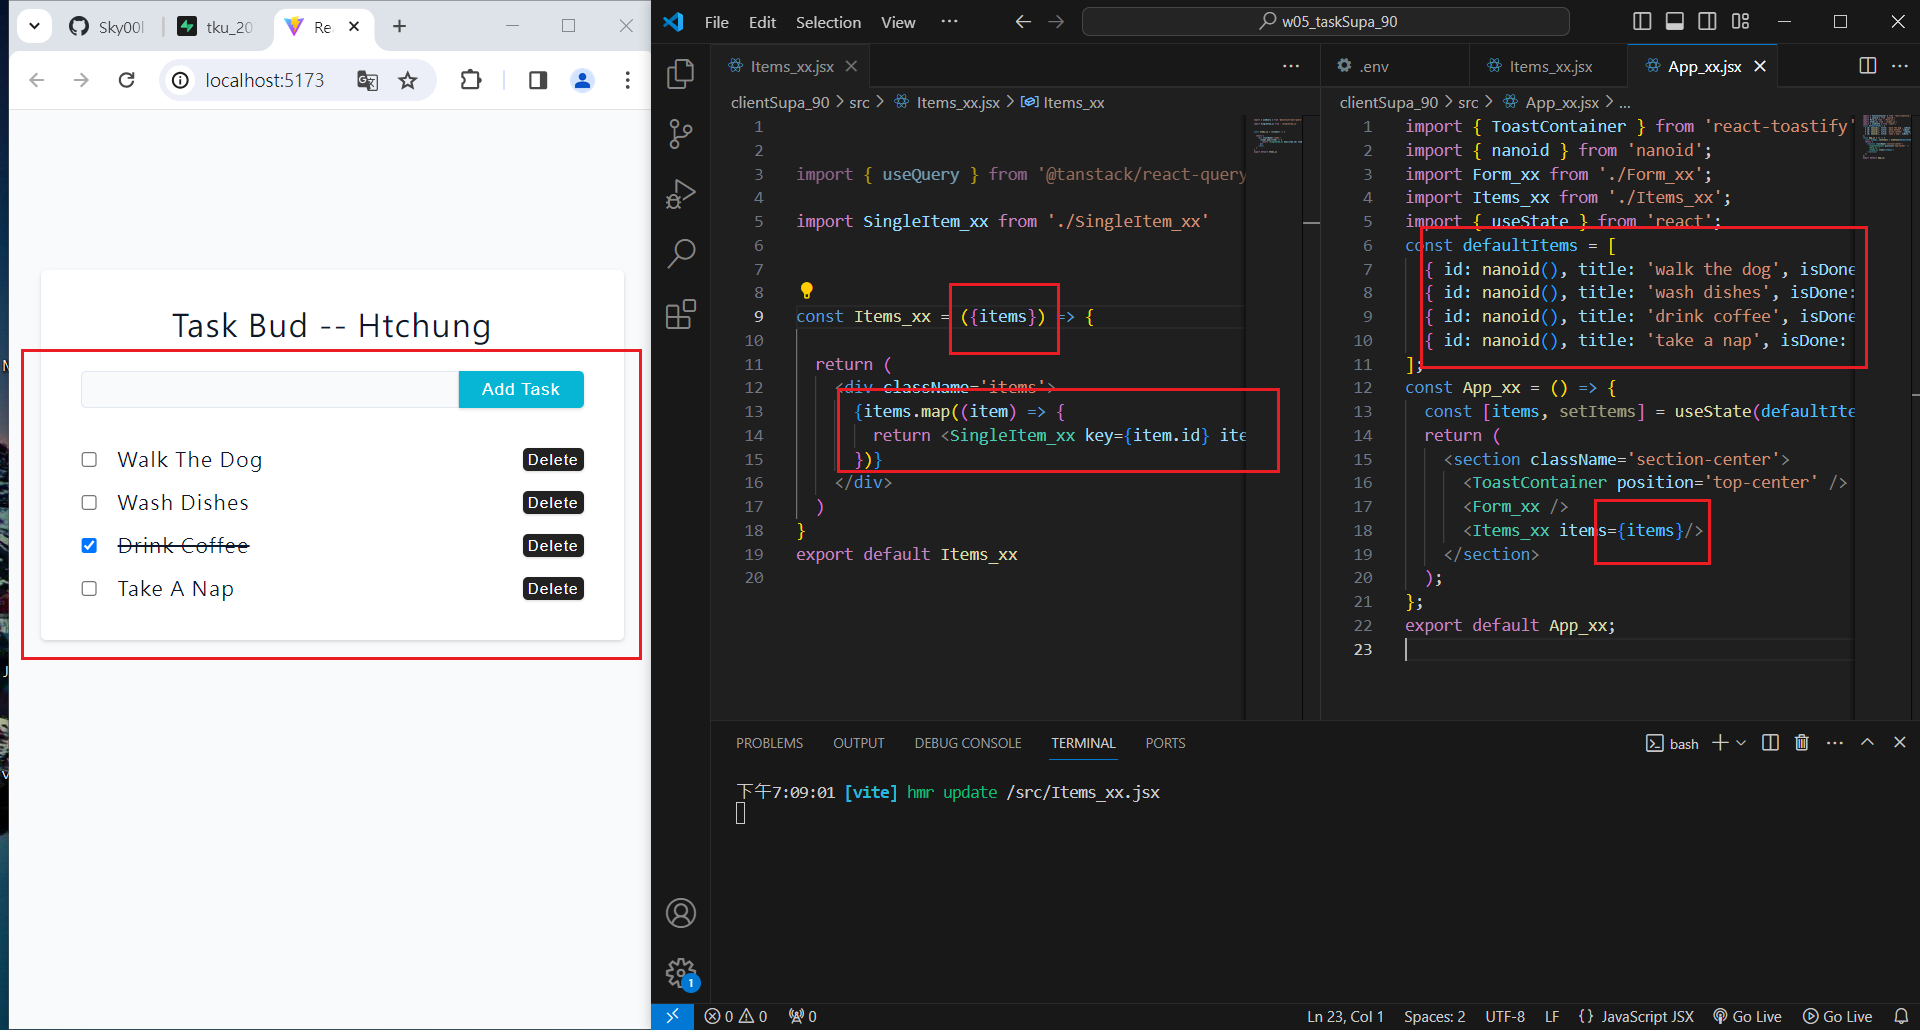 Sky00l
tku_20
Re
localhost:5173
Task Bud -- Htchung
Add Task
Walk The Dog
Delete
Wash Dishes
Delete
Drink Coffee
Delete
Take A Nap
Delete
File Edit Selection View ...
w05_taskSupa_90
Items_xx.jsx
clientSupa_90 > src > Items_xx.jsx > Items_xx
1
2
3 import { useQuery } from '@tanstack/react-query
4
5 import SingleItem_xx from './SingleItem_xx'
6
7
8
9 const Items_xx = ({items}) => {
10
11 return (
12 <div className='items'>
13 {items.map((item) => {
14 return <SingleItem_xx key={item.id} ite
15 })}
16 </div>
17 )
18 }
19 export default Items_xx
20
.env
Items_xx.jsx
App_xx.jsx
clientSupa_90 > src > App_xx.jsx > ...
1 import { ToastContainer } from 'react-toastify'
2 import { nanoid } from 'nanoid';
3 import Form_xx from './Form_xx';
4 import Items_xx from './Items_xx';
5 import { useState } from 'react';
6 const defaultItems = [
7 { id: nanoid(), title: 'walk the dog', isDone
8 { id: nanoid(), title: 'wash dishes', isDone:
9 { id: nanoid(), title: 'drink coffee', isDone
10 { id: nanoid(), title: 'take a nap', isDone:
11 ];
12 const App_xx = () => {
13 const [items, setItems] = useState(defaultIte
14 return (
15 <section className='section-center'>
16 <ToastContainer position='top-center' />
17 <Form_xx />
18 <Items_xx items={items}/>
19 </section>
20 );
21 };
22 export default App_xx;
23
PROBLEMS OUTPUT DEBUG CONSOLE TERMINAL PORTS
bash
下午7:09:01 [vite] hmr update /src/Items_xx.jsx
1
0 0 0
Ln 23, Col 1 Spaces: 2 UTF-8 LF {} JavaScript JSX Go Live Go Live